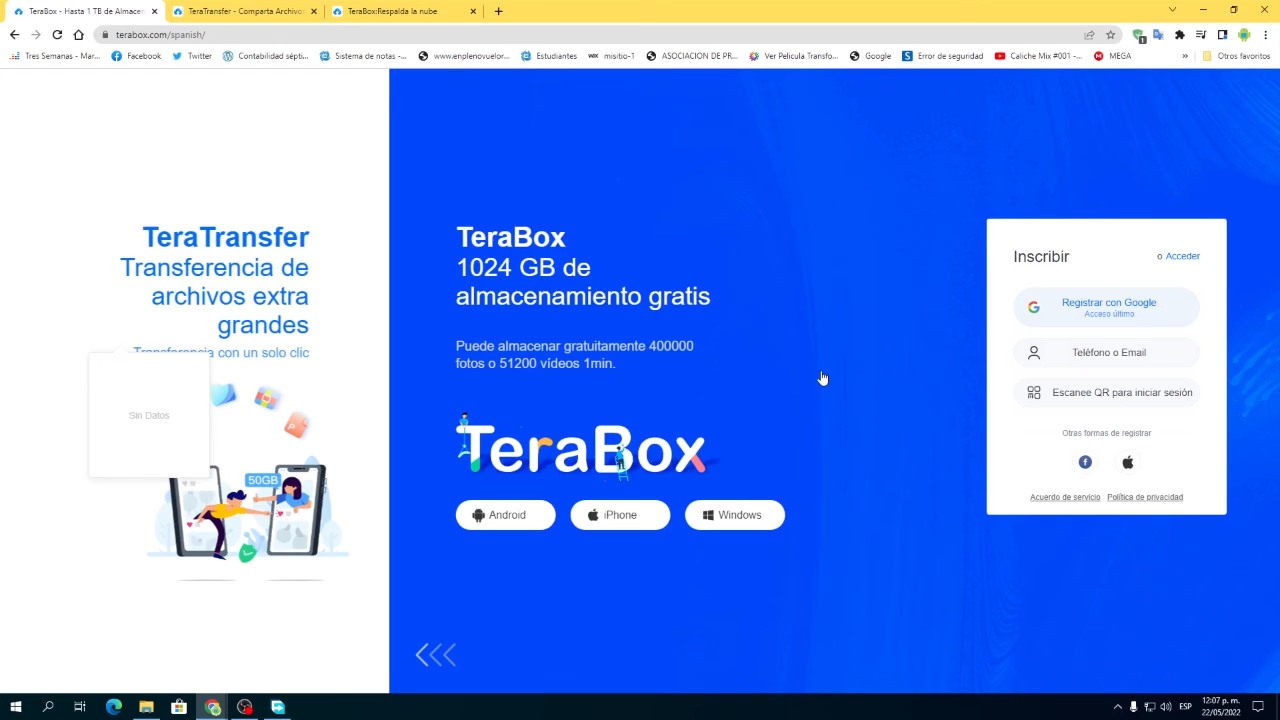 TeraBox - Hasta 1 TB de Almacen
TeraTransfer - Comparta Archivos
TeraBox:Respalda la nube
terabox.com/spanish/
1
Tres Semanas - Mar...
Facebook
Twitter
Contabilidad sépti...
Sistema de notas -...
www.enplenovuelor...
Estudiantes
WIX misitio-1
ASOCIACION DE PR...
Ver Pelicula Transfo...
Google
Error de seguridad
Caliche Mix #001 -...
MEGA
»
Otros favoritos
TeraTransfer
Transferencia de
archivos extra
grandes
Transferencia con un solo clic
Sin Datos
50GB
TeraBox
1024 GB de
almacenamiento gratis
Puede almacenar gratuitamente 400000
fotos o 51200 vídeos 1min.
TeraBox
Android
iPhone
Windows
Inscribir
o Acceder
Registrar con Google
Acceso último
Teléfono o Email
Escanee QR para iniciar sesión
Otras formas de registrar
Acuerdo de servicio
Política de privacidad
ESP
12:07 p. m.
22/05/2022